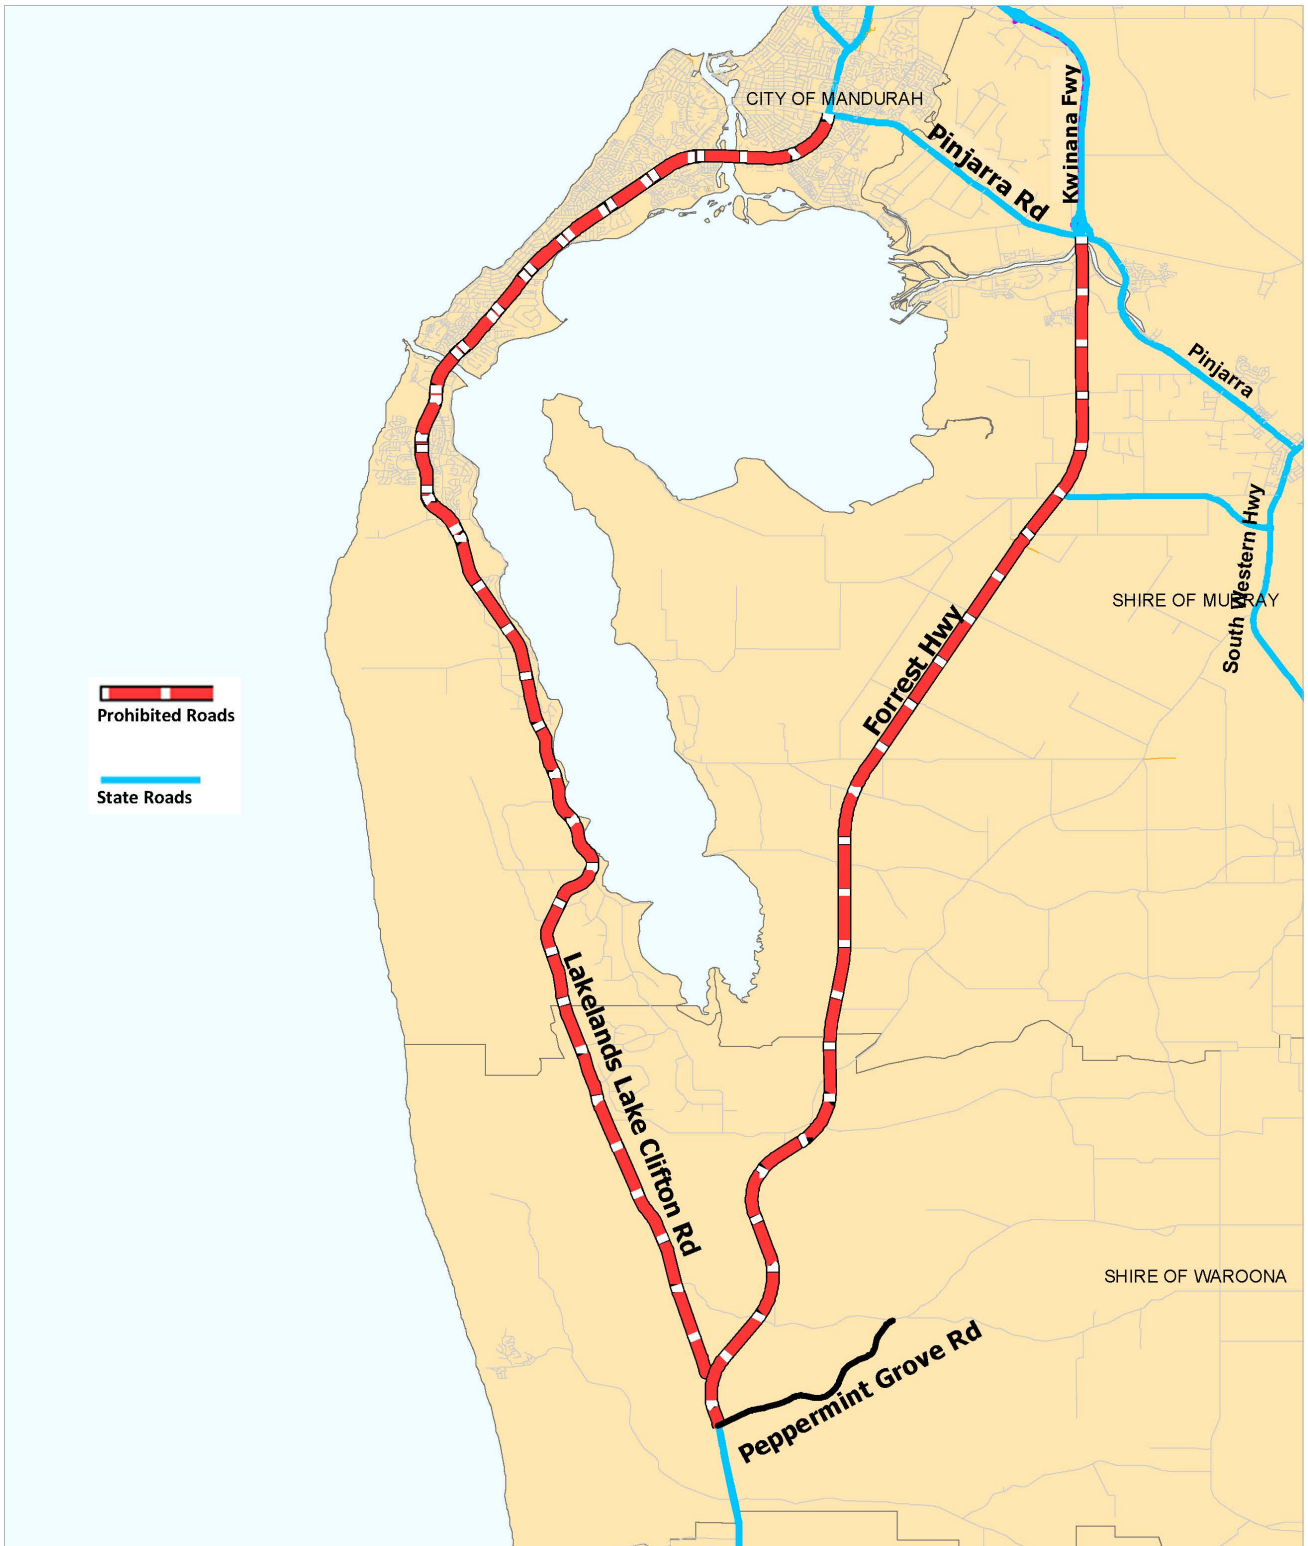 CITY OF MANDURAH
Kwinana Fwy
Pinjarra Rd
Pinjarra
South Western Hwy
SHIRE OF MURRAY
Forrest Hwy
Prohibited Roads
State Roads
Lakelands Lake Clifton Rd
SHIRE OF WAROONA
Peppermint Grove Rd